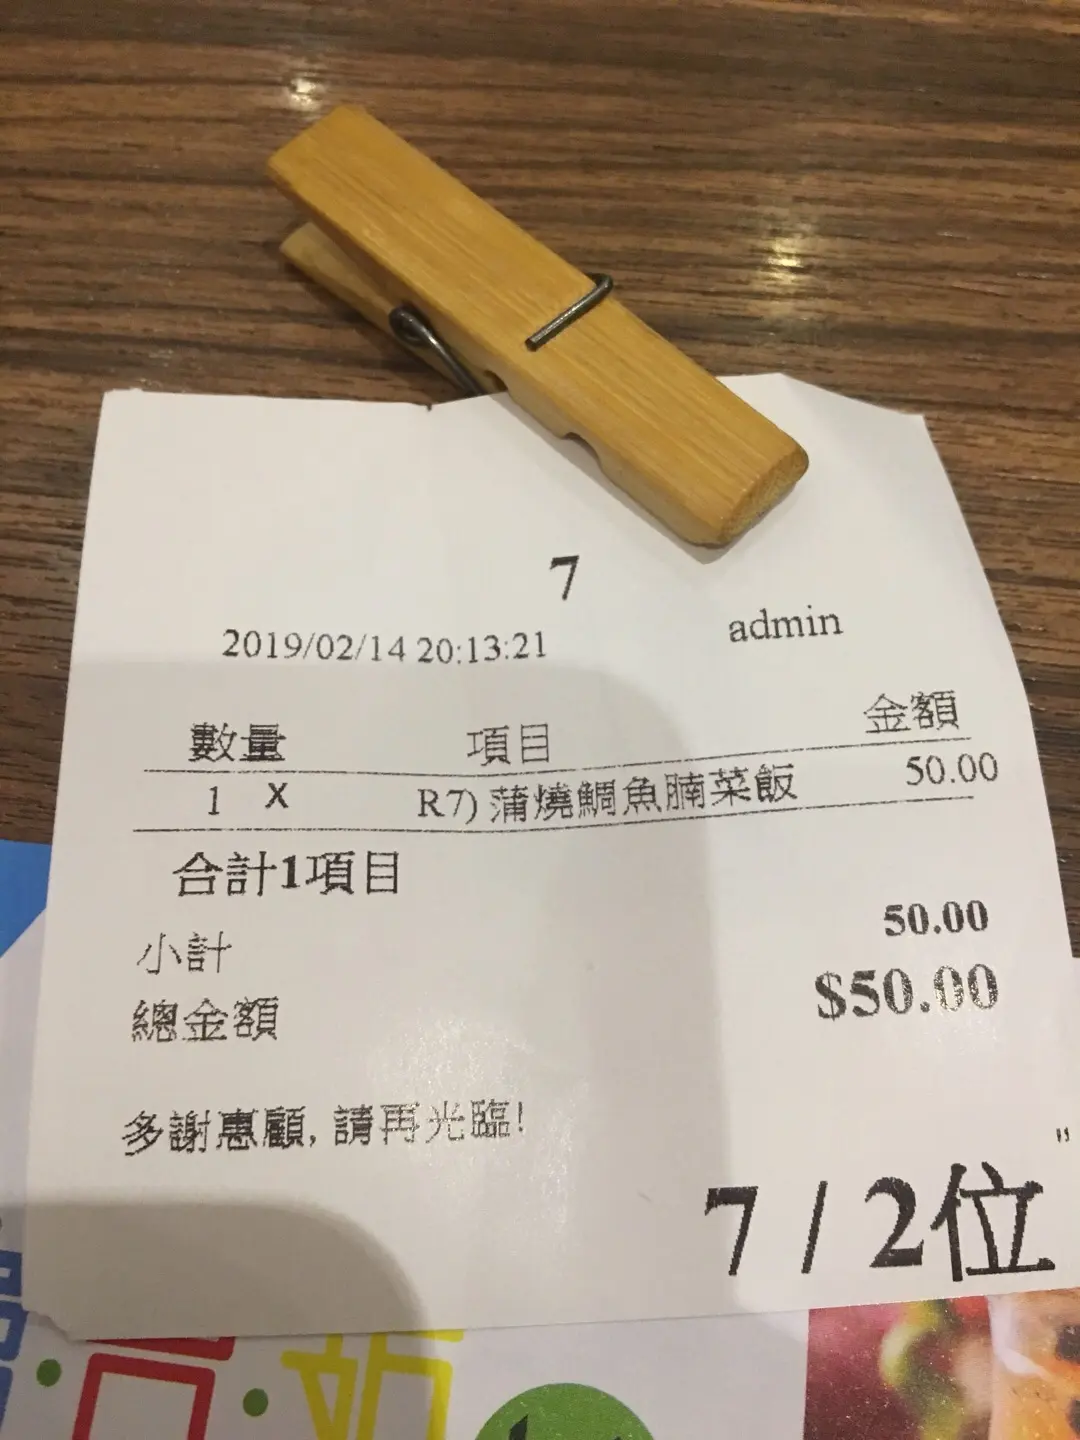 7
2019/02/14 20:13:21 admin
數量 項目 金額
1 X R7) 蒲燒鯛魚腩菜飯 50.00
合計1項目
小計 50.00
總金額 $50.00
多謝惠顧, 請再光臨!
"
7 / 2位